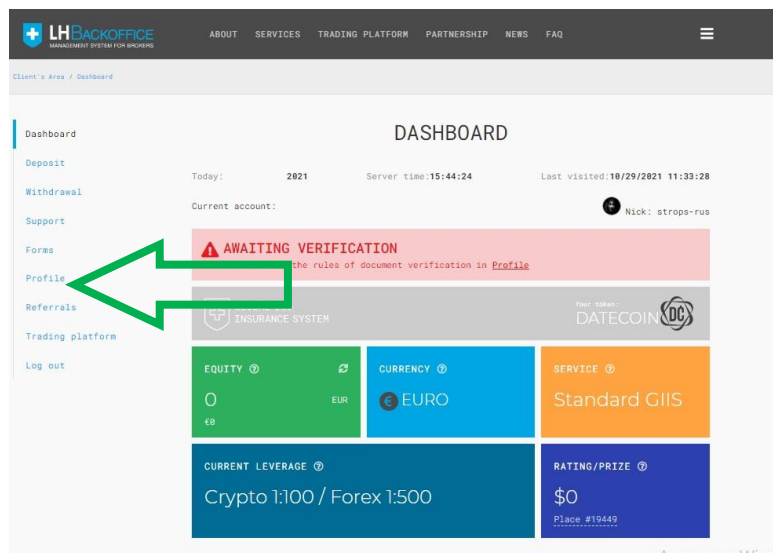 LHBACKOFFICE
MANAGEMENT SYSTEM FOR BROKERS
ABOUT SERVICES TRADING PLATFORM PARTNERSHIP NEWS FAQ
Client's Area / Dashboard
Dashboard
Deposit
Withdrawal
Support
Forms
Profile
Referrals
Trading platform
Log out
DASHBOARD
Today: 2021 Server time:15:44:24 Last visited:10/29/2021 11:33:28
Current account: Nick: strops-rus
AWAITING VERIFICATION
the rules of document verification in Profile
INSURANCE SYSTEM
Your token:
DATECOIN
DC
EQUITY
0 EUR
€0
CURRENCY
€ EURO
SERVICE
Standard GIIS
CURRENT LEVERAGE
Crypto 1:100 / Forex 1:500
RATING/PRIZE
$0
Place #19449